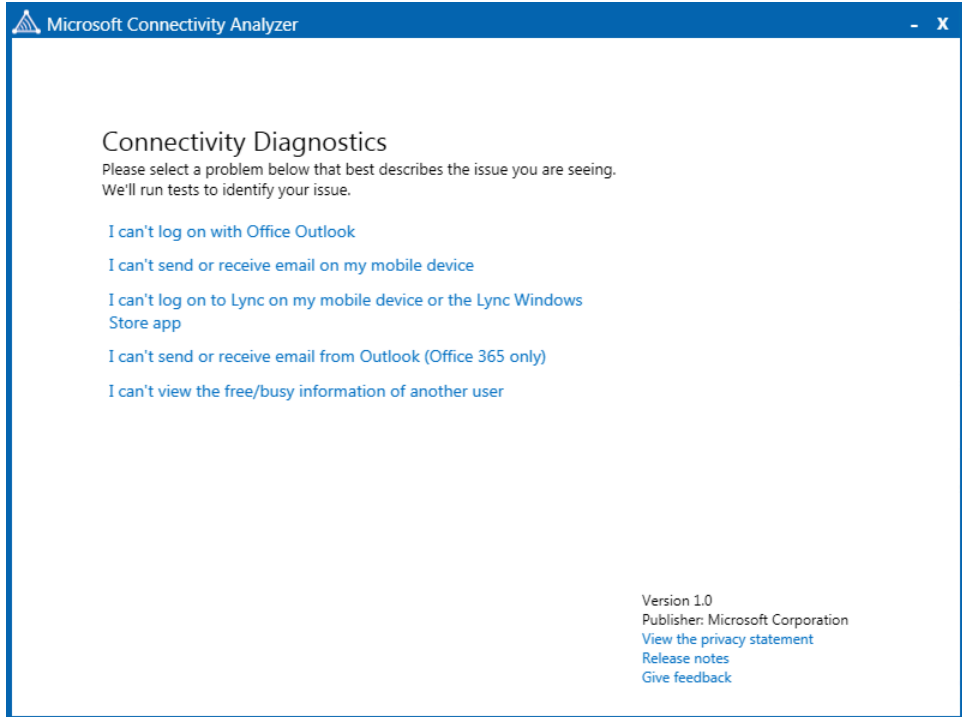 Microsoft Connectivity Analyzer
- X
Connectivity Diagnostics
Please select a problem below that best describes the issue you are seeing.
We'll run tests to identify your issue.
I can't log on with Office Outlook
I can't send or receive email on my mobile device
I can't log on to Lync on my mobile device or the Lync Windows
Store app
I can't send or receive email from Outlook (Office 365 only)
I can't view the free/busy information of another user
Version 1.0
Publisher: Microsoft Corporation
View the privacy statement
Release notes
Give feedback